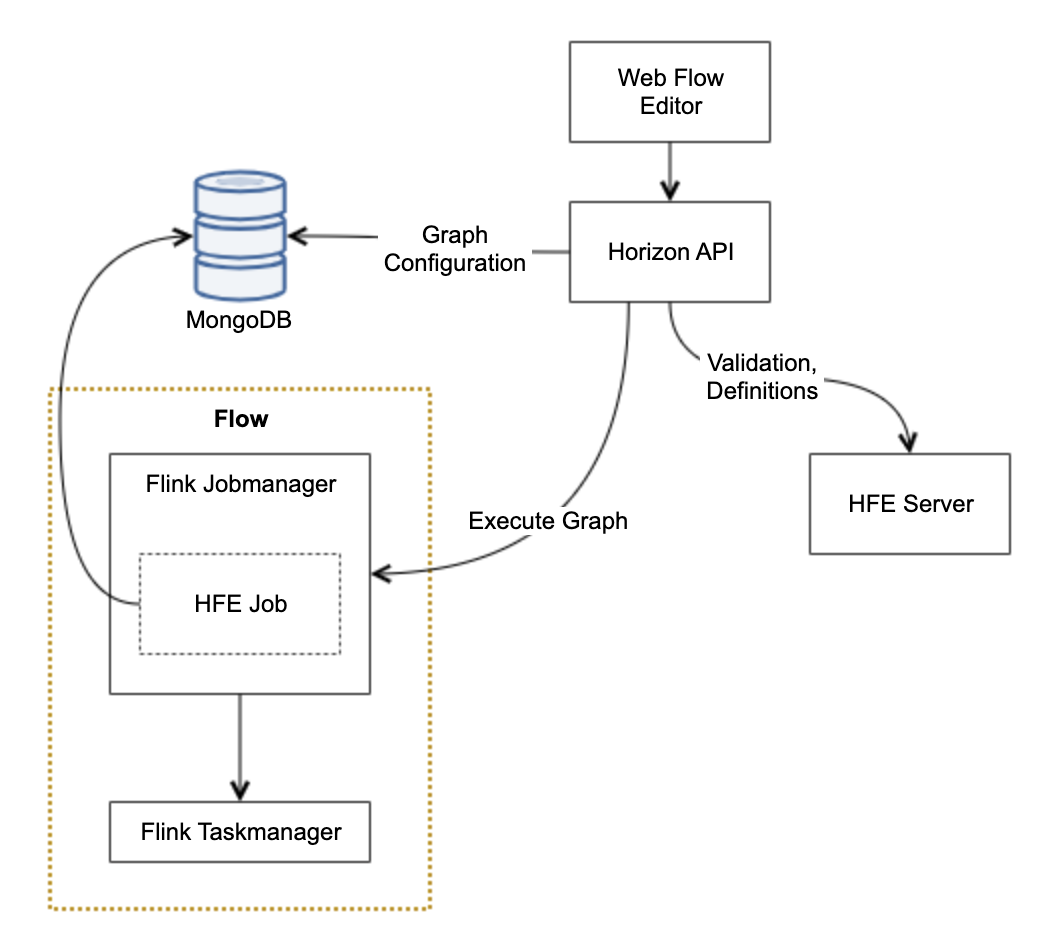 Web Flow
Editor
Horizon API
Graph
Configuration
MongoDB
Validation,
Definitions
Flow
Flink Jobmanager
HFE Server
Execute Graph
HFE Job
Flink Taskmanager